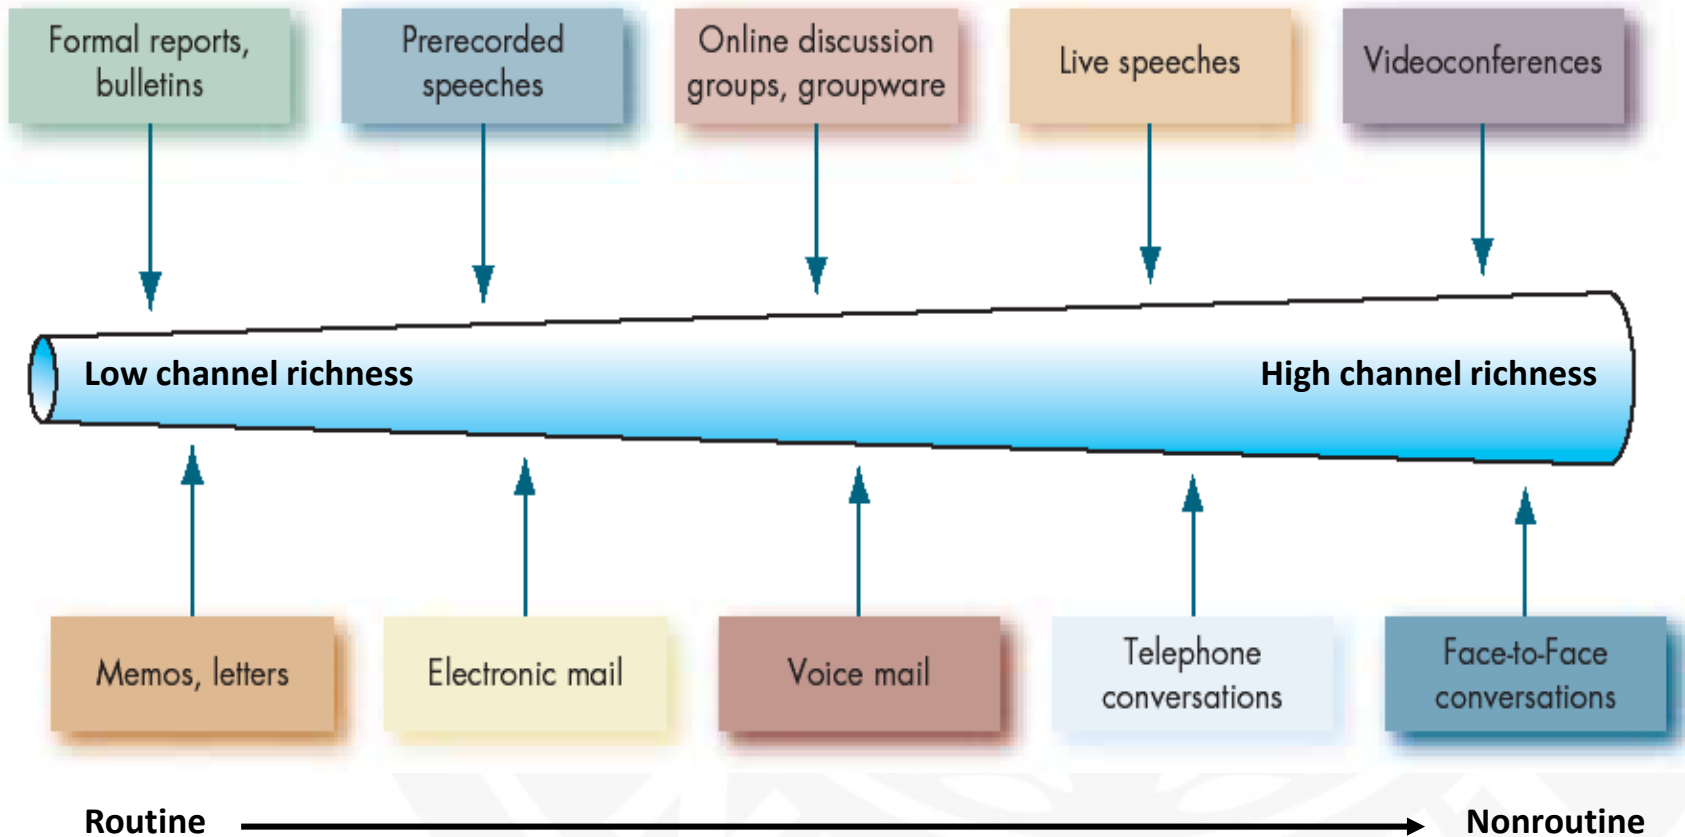 Formal reports,
bulletins
Prerecorded
speeches
Online discussion
groups, groupware
Live speeches
Videoconferences
Low channel richness
High channel richness
Memos, letters
Electronic mail
Voice mail
Telephone
conversations
Face-to-Face
conversations
Routine
Nonroutine